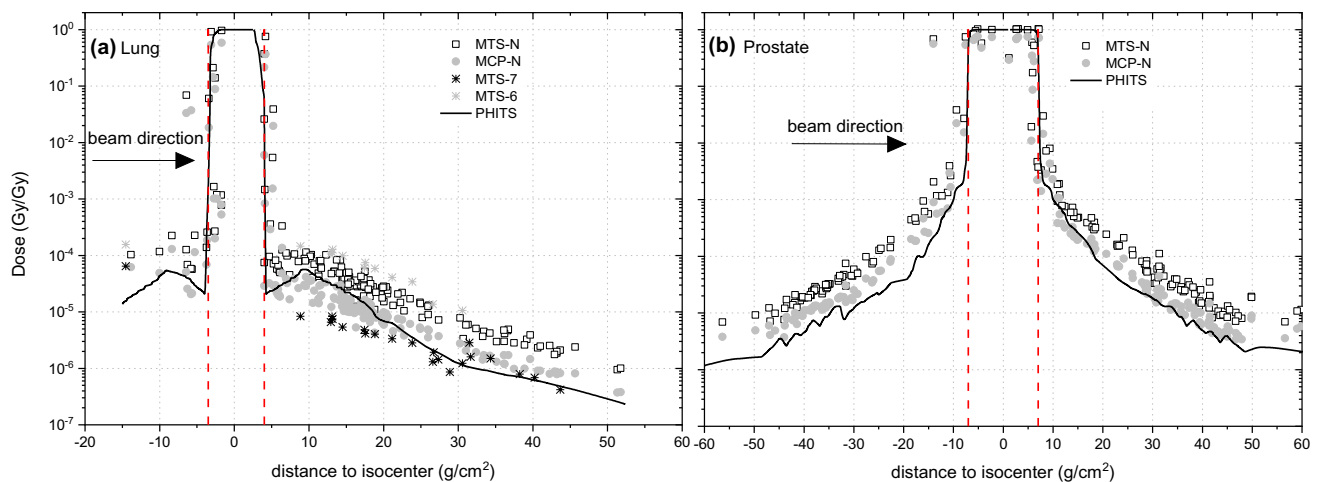 (a) Lung
MTS-N
MCP-N
MTS-7
MTS-6
PHITS
beam direction
Dose (Gy/Gy)
10⁰
10⁻¹
10⁻²
10⁻³
10⁻⁴
10⁻⁵
10⁻⁶
10⁻⁷
-20 -10 0 10 20 30 40 50 60
distance to isocenter (g/cm²)
(b) Prostate
MTS-N
MCP-N
PHITS
beam direction
-60 -50 -40 -30 -20 -10 0 10 20 30 40 50 60
distance to isocenter (g/cm²)